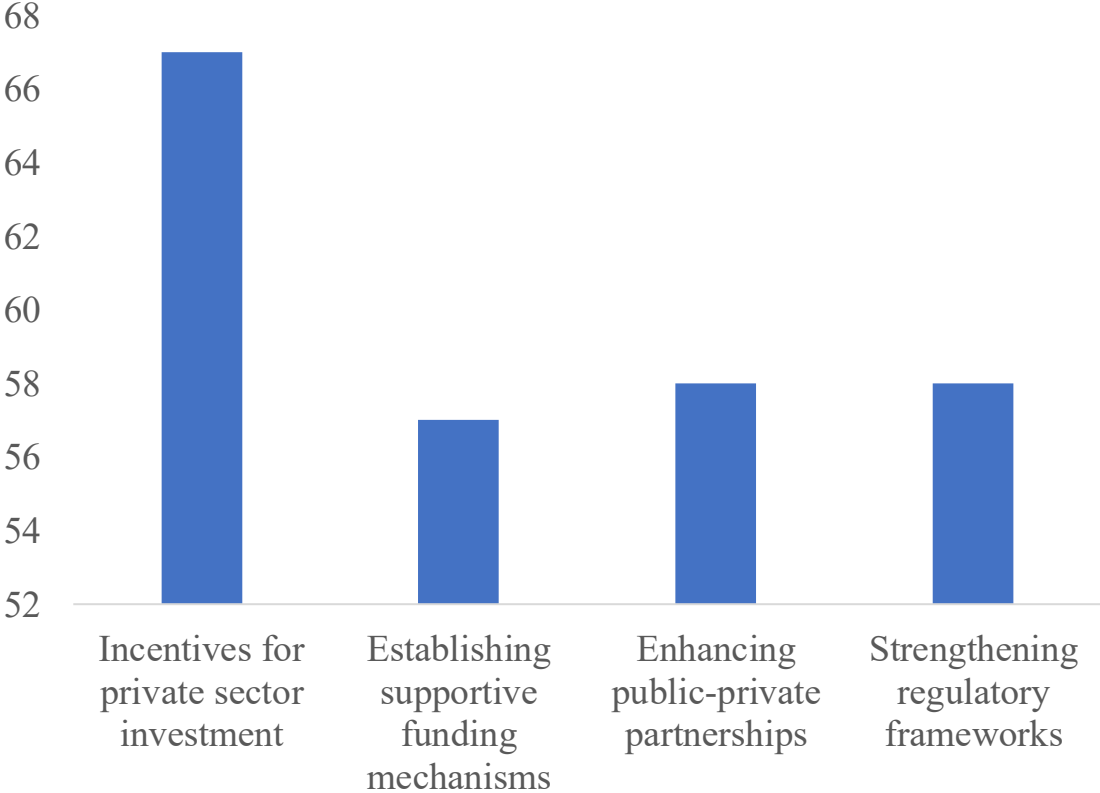 68
66
64
62
60
58
56
54
52
Incentives for
private sector
investment
Establishing
supportive
funding
mechanisms
Enhancing
public-private
partnerships
Strengthening
regulatory
frameworks